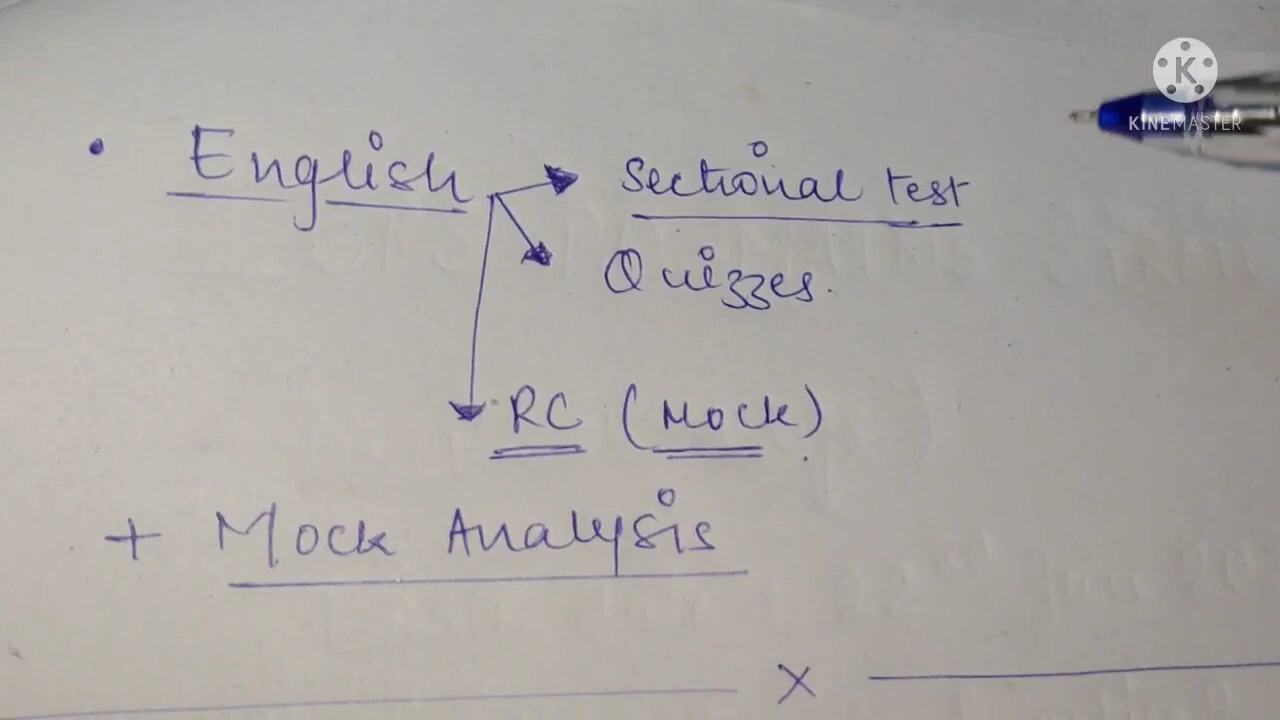 English
Sectional test
Quizzes.
RC (Mock)
+ Mock Analysis
x
K
KINEMASTER